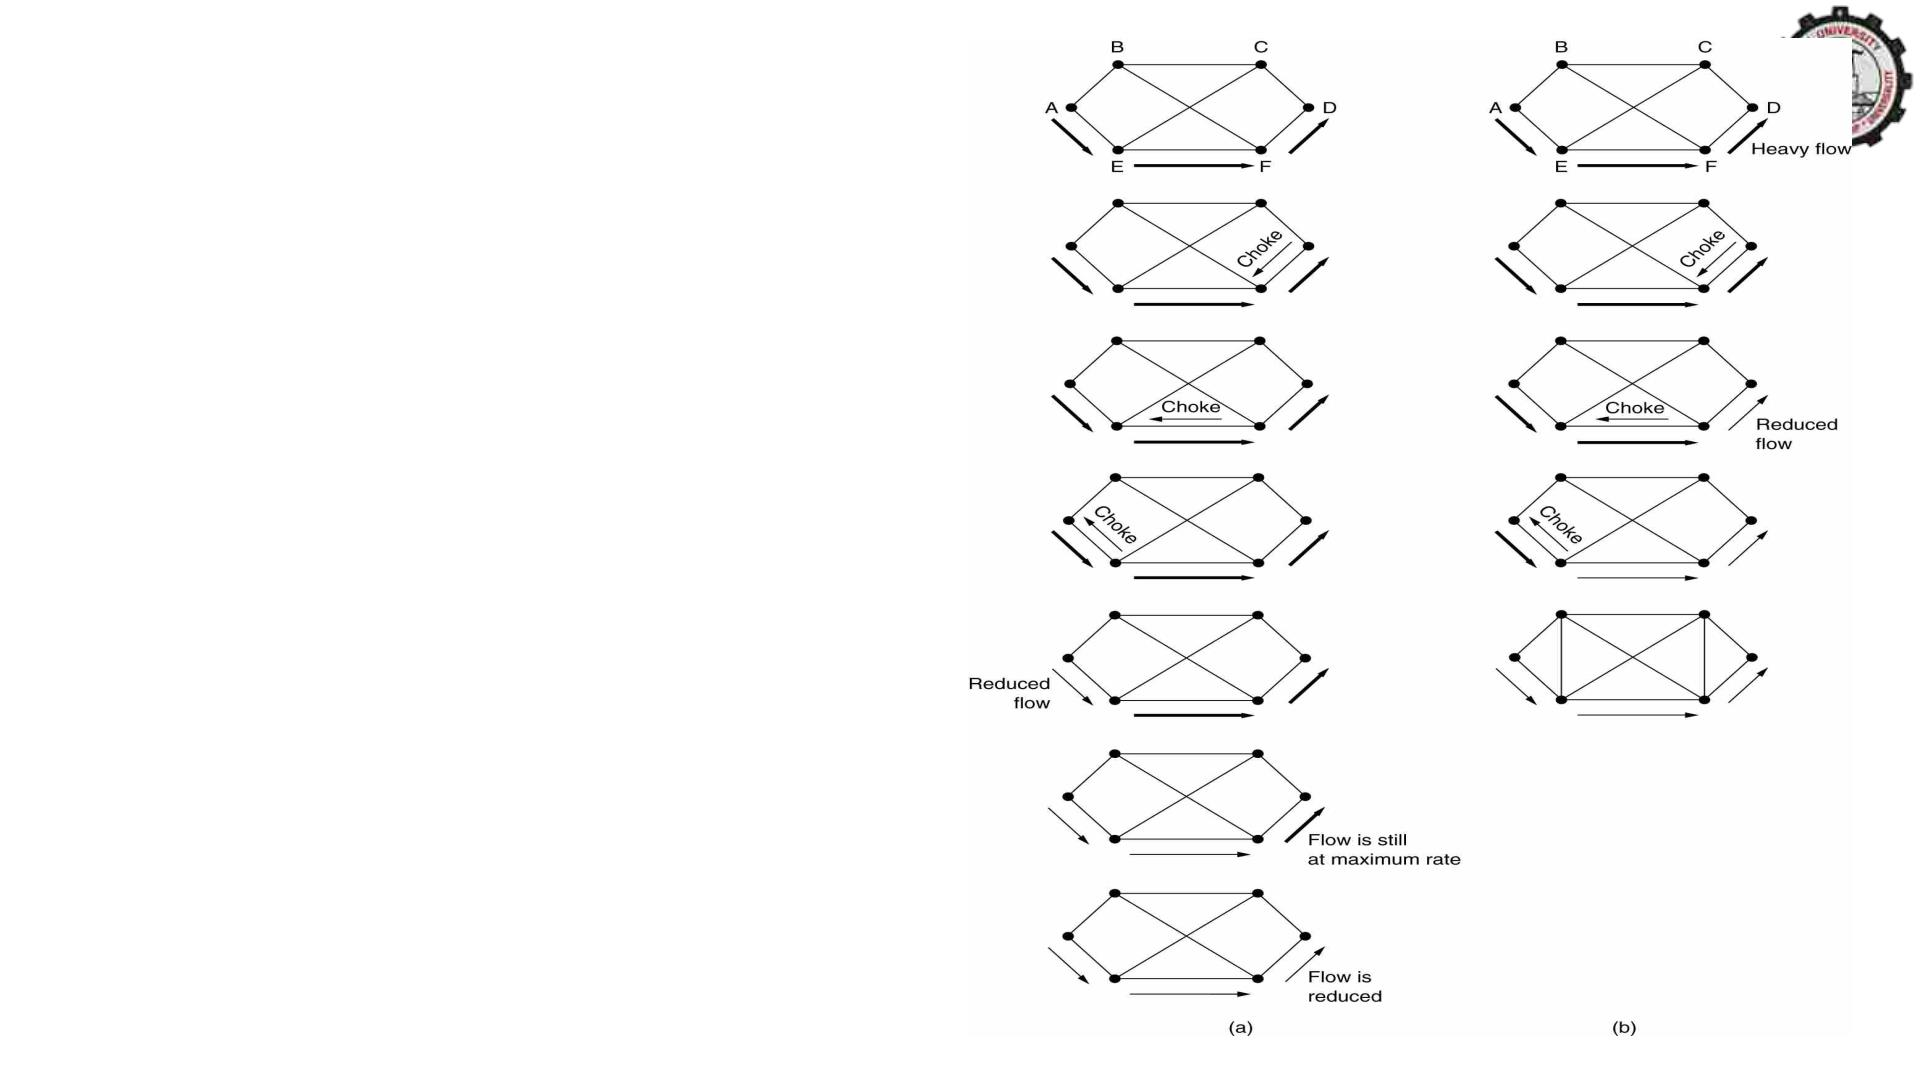 B C
A D
E F
Choke
Choke
Choke
Reduced
flow
Flow is still
at maximum rate
Flow is
reduced
(a)
B C
A D
Heavy flow
E F
Choke
Choke
Reduced
flow
Choke
(b)
UNIVERSITY